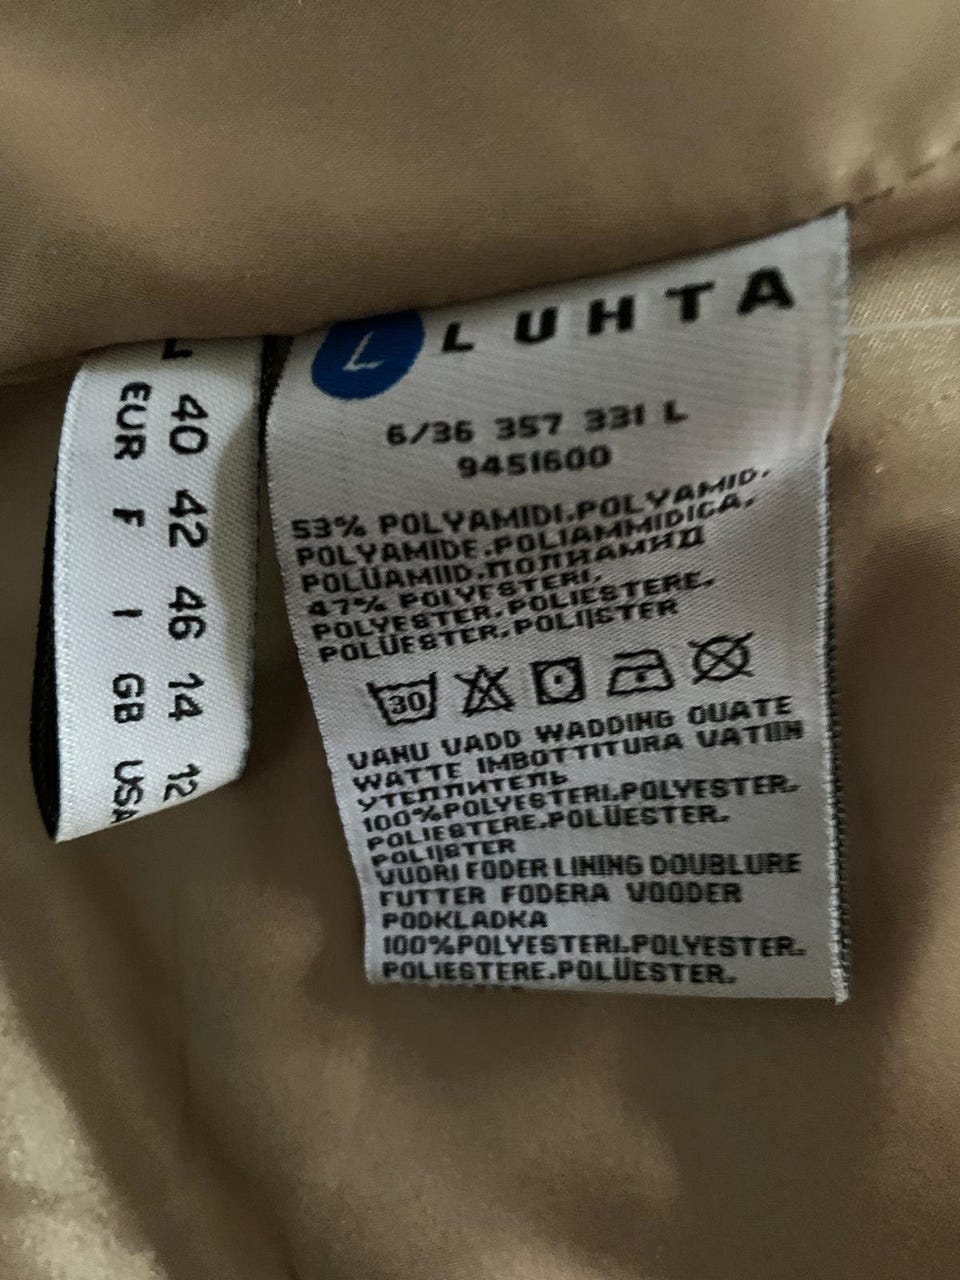 EUR F I GB USA
40 42 46 14 12
L LUHTA
6/36 357 331 L
9451600
53% POLYAMIDI.POLYAMID.
POLYAMIDE.POLIAMMIDICA.
POLÜAMIID.ПОЛИАМИД
47% POLYESTERI.
POLYESTER.POLIESTERE.
POLÜESTER.POLIJSTER
30
VANU VADD WADDING OUATE
WATTE IMBOTTITURA VATIIN
УТЕПЛИТЕЛЬ
100%POLYESTERI.POLYESTER.
POLIESTERE.POLÜESTER.
POLIJSTER
VUORI FODER LINING DOUBLURE
FUTTER FODERA VOODER
PODKLADKA
100%POLYESTERI.POLYESTER.
POLIESTERE.POLÜESTER.